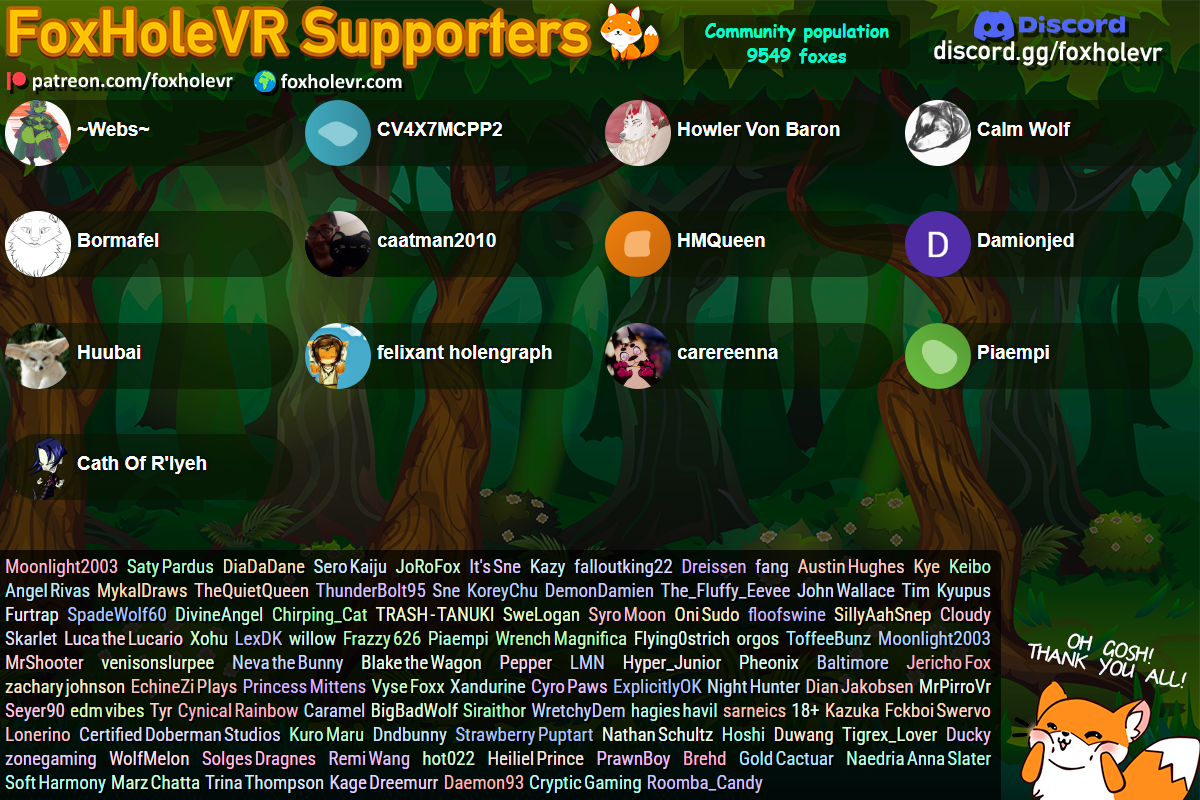 FoxHoleVR Supporters
Community population
9549 foxes
Discord
discord.gg/foxholevr
patreon.com/foxholevr
foxholevr.com
~Webs~
CV4X7MCPP2
Howler Von Baron
Calm Wolf
Bormafel
caatman2010
HMQueen
D
Damionjed
Huubai
felixant holengraph
carereenna
Piaempi
Cath Of R'lyeh
Moonlight2003 Saty Pardus DiaDaDane Sero Kaiju JoRoFox It's Sne Kazy falloutking22 Dreissen fang Austin Hughes Kye Keibo
Angel Rivas MykalDraws TheQuietQueen ThunderBolt95 Sne KoreyChu DemonDamien The_Fluffy_Eevee John Wallace Tim Kyupus
Furtrap SpadeWolf60 DivineAngel Chirping_Cat TRASH-TANUKI SweLogan Syro Moon Oni Sudo floofswine SillyAahSnep Cloudy
Skarlet Luca the Lucario Xohu LexDK willow Frazzy 626 Piaempi Wrench Magnifica Flying0strich orgos ToffeeBunz Moonlight2003
MrShooter venisonslurpee Neva the Bunny Blake the Wagon Pepper LMN Hyper_Junior Pheonix Baltimore Jericho Fox
zachary johnson EchineZi Plays Princess Mittens Vyse Foxx Xandurine Cyro Paws ExplicitlyOK Night Hunter Dian Jakobsen MrPirroVr
Seyer90 edm vibes Tyr Cynical Rainbow Caramel BigBadWolf Siraithor WretchyDem hagies havil sarneics 18+ Kazuka Fckboi Swervo
Lonerino Certified Doberman Studios Kuro Maru Dndbunny Strawberry Puptart Nathan Schultz Hoshi Duwang Tigrex_Lover Ducky
zonegaming WolfMelon Solges Dragnes Remi Wang hot022 Heiliel Prince PrawnBoy Brehd Gold Cactuar Naedria Anna Slater
Soft Harmony Marz Chatta Trina Thompson Kage Dreemurr Daemon93 Cryptic Gaming Roomba_Candy
OH GOSH!
THANK YOU ALL!